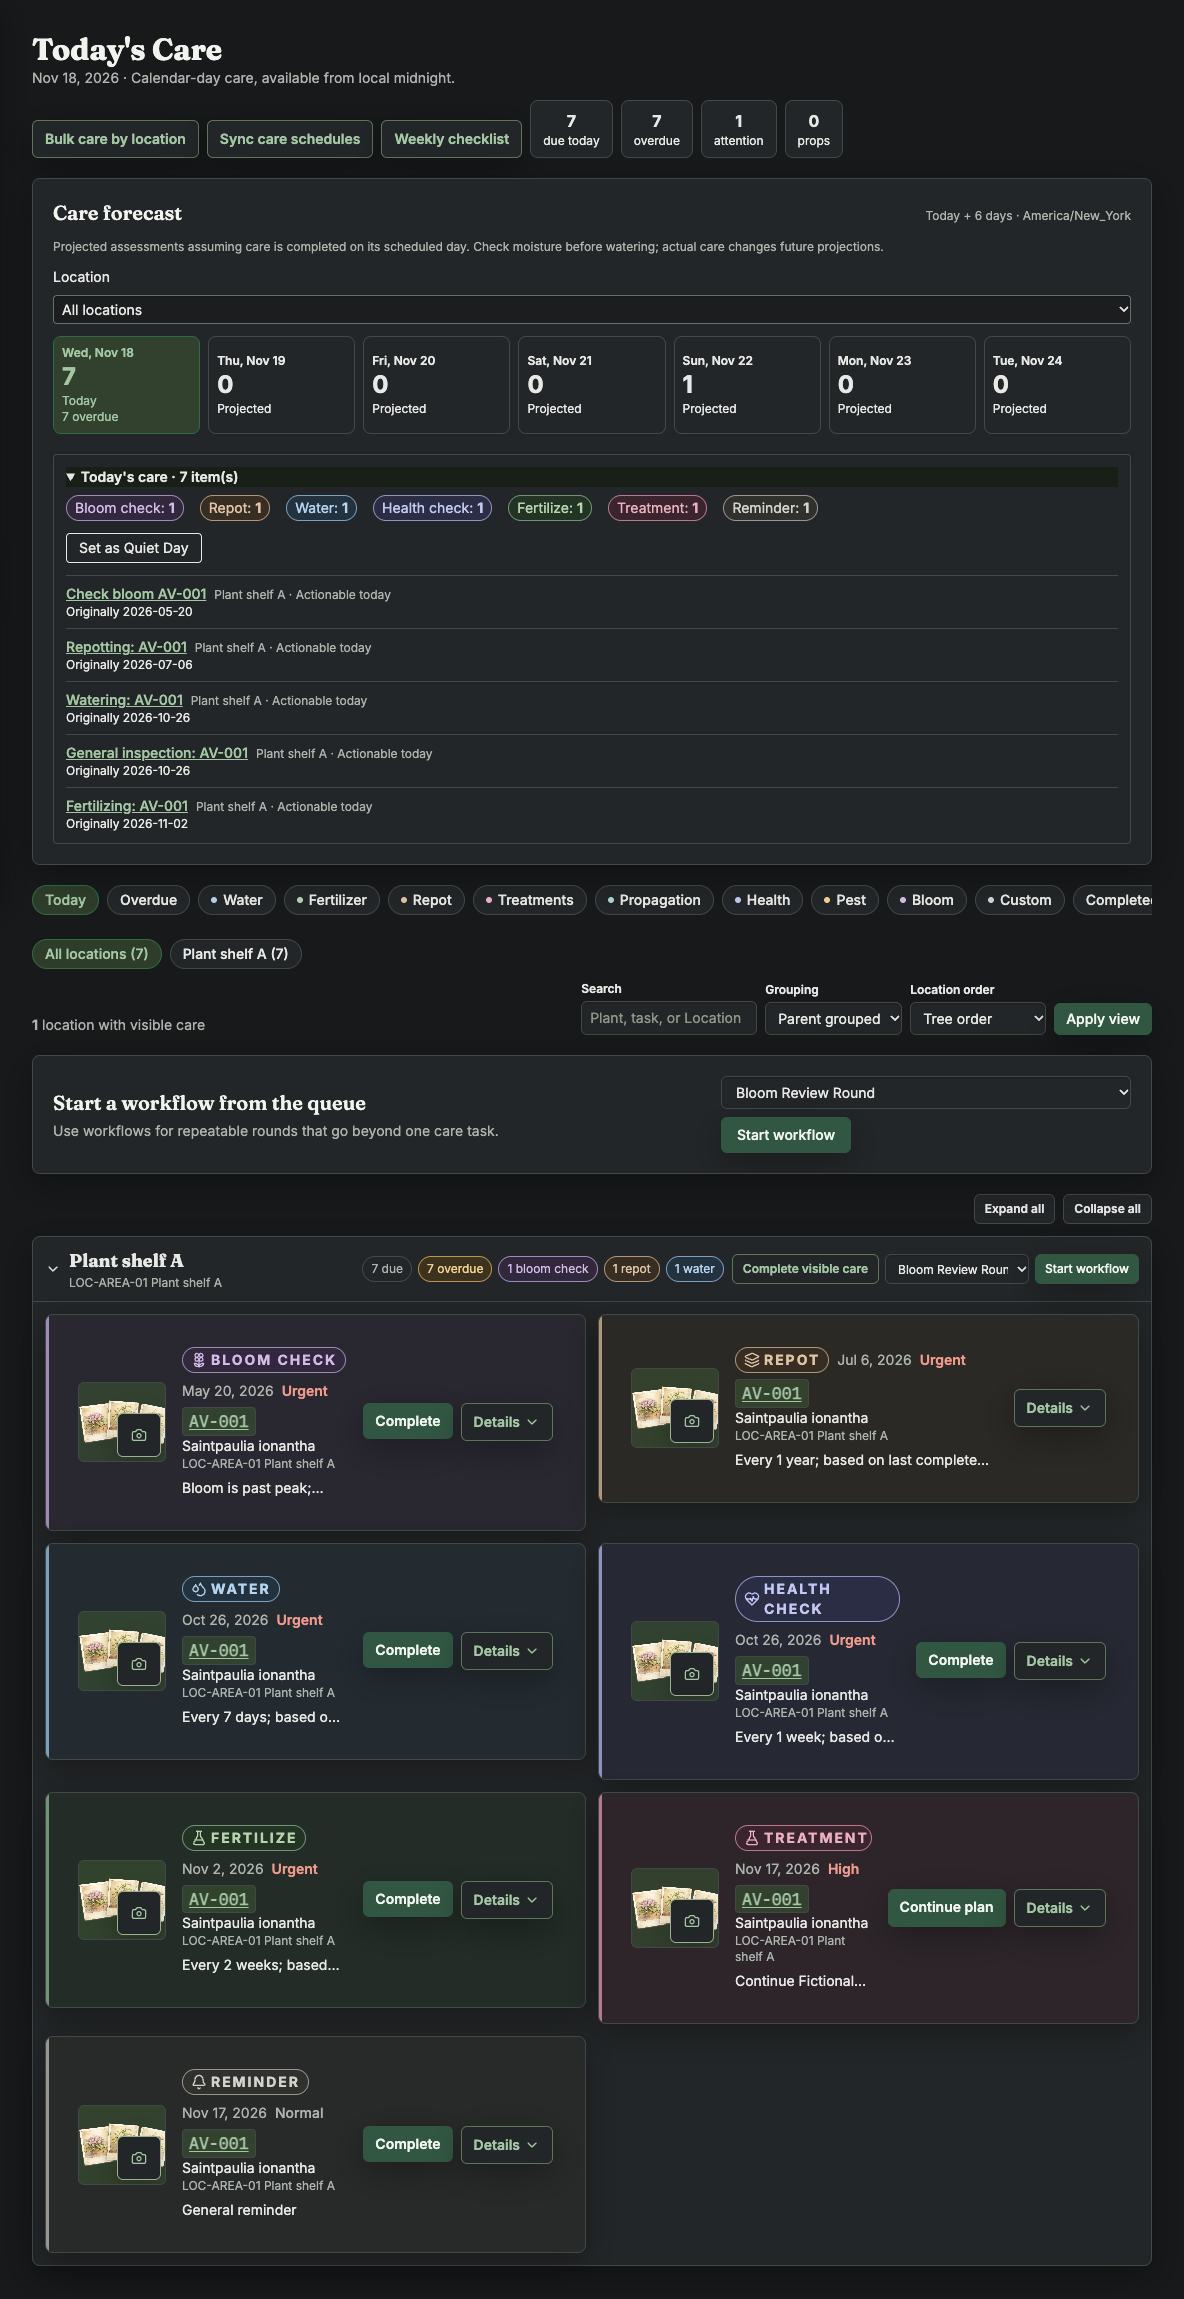 Today's Care
Nov 18, 2026 · Calendar-day care, available from local midnight.
Bulk care by location
Sync care schedules
Weekly checklist
7
due today
7
overdue
1
attention
0
props
Care forecast
Today + 6 days · America/New_York
Projected assessments assuming care is completed on its scheduled day. Check moisture before watering; actual care changes future projections.
Location
All locations
Wed, Nov 18
7
Today
7 overdue
Thu, Nov 19
0
Projected
Fri, Nov 20
0
Projected
Sat, Nov 21
0
Projected
Sun, Nov 22
1
Projected
Mon, Nov 23
0
Projected
Tue, Nov 24
0
Projected
Today's care · 7 item(s)
Bloom check: 1
Repot: 1
Water: 1
Health check: 1
Fertilize: 1
Treatment: 1
Reminder: 1
Set as Quiet Day
Check bloom AV-001 Plant shelf A · Actionable today
Originally 2026-05-20
Repotting: AV-001 Plant shelf A · Actionable today
Originally 2026-07-06
Watering: AV-001 Plant shelf A · Actionable today
Originally 2026-10-26
General inspection: AV-001 Plant shelf A · Actionable today
Originally 2026-10-26
Fertilizing: AV-001 Plant shelf A · Actionable today
Originally 2026-11-02
Today
Overdue
Water
Fertilizer
Repot
Treatments
Propagation
Health
Pest
Bloom
Custom
Complete
All locations (7)
Plant shelf A (7)
1 location with visible care
Search
Plant, task, or Location
Grouping
Parent grouped
Location order
Tree order
Apply view
Start a workflow from the queue
Use workflows for repeatable rounds that go beyond one care task.
Bloom Review Round
Start workflow
Expand all
Collapse all
Plant shelf A
LOC-AREA-01 Plant shelf A
7 due
7 overdue
1 bloom check
1 repot
1 water
Complete visible care
Bloom Review Roun
Start workflow
BLOOM CHECK
May 20, 2026 Urgent
AV-001
Saintpaulia ionantha
LOC-AREA-01 Plant shelf A
Bloom is past peak;...
Complete
Details
REPOT
Jul 6, 2026 Urgent
AV-001
Saintpaulia ionantha
LOC-AREA-01 Plant shelf A
Every 1 year; based on last complete...
Details
WATER
Oct 26, 2026 Urgent
AV-001
Saintpaulia ionantha
LOC-AREA-01 Plant shelf A
Every 7 days; based o...
Complete
Details
HEALTH
CHECK
Oct 26, 2026 Urgent
AV-001
Saintpaulia ionantha
LOC-AREA-01 Plant shelf A
Every 1 week; based o...
Complete
Details
FERTILIZE
Nov 2, 2026 Urgent
AV-001
Saintpaulia ionantha
LOC-AREA-01 Plant shelf A
Every 2 weeks; based...
Complete
Details
TREATMENT
Nov 17, 2026 High
AV-001
Saintpaulia ionantha
LOC-AREA-01 Plant
shelf A
Continue Fictional...
Continue plan
Details
REMINDER
Nov 17, 2026 Normal
AV-001
Saintpaulia ionantha
LOC-AREA-01 Plant shelf A
General reminder
Complete
Details